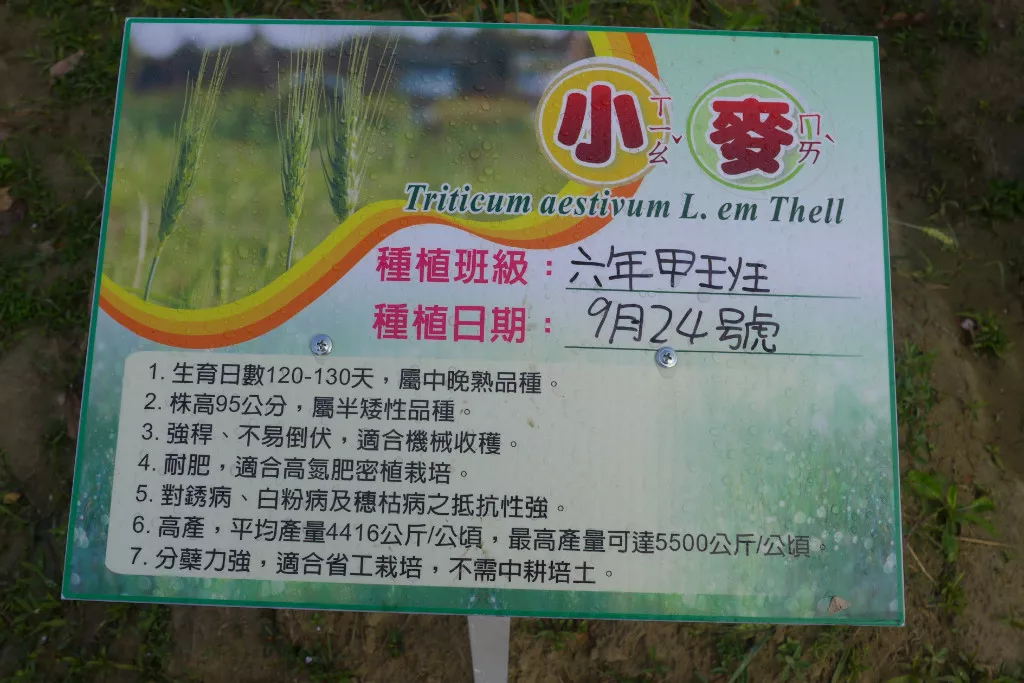 小ㄒㄧㄠˇ 麥ㄇㄞˋ
Triticum aestivum L. em Thell
種植班級：六年甲班
種植日期：9月24號
1. 生育日數120-130天，屬中晚熟品種。
2. 株高95公分，屬半矮性品種。
3. 強稈、不易倒伏，適合機械收穫。
4. 耐肥，適合高氮肥密植栽培。
5. 對銹病、白粉病及穗枯病之抵抗性強。
6. 高產，平均產量4416公斤/公頃，最高產量可達5500公斤/公頃。
7. 分蘗力強，適合省工栽培，不需中耕培土。